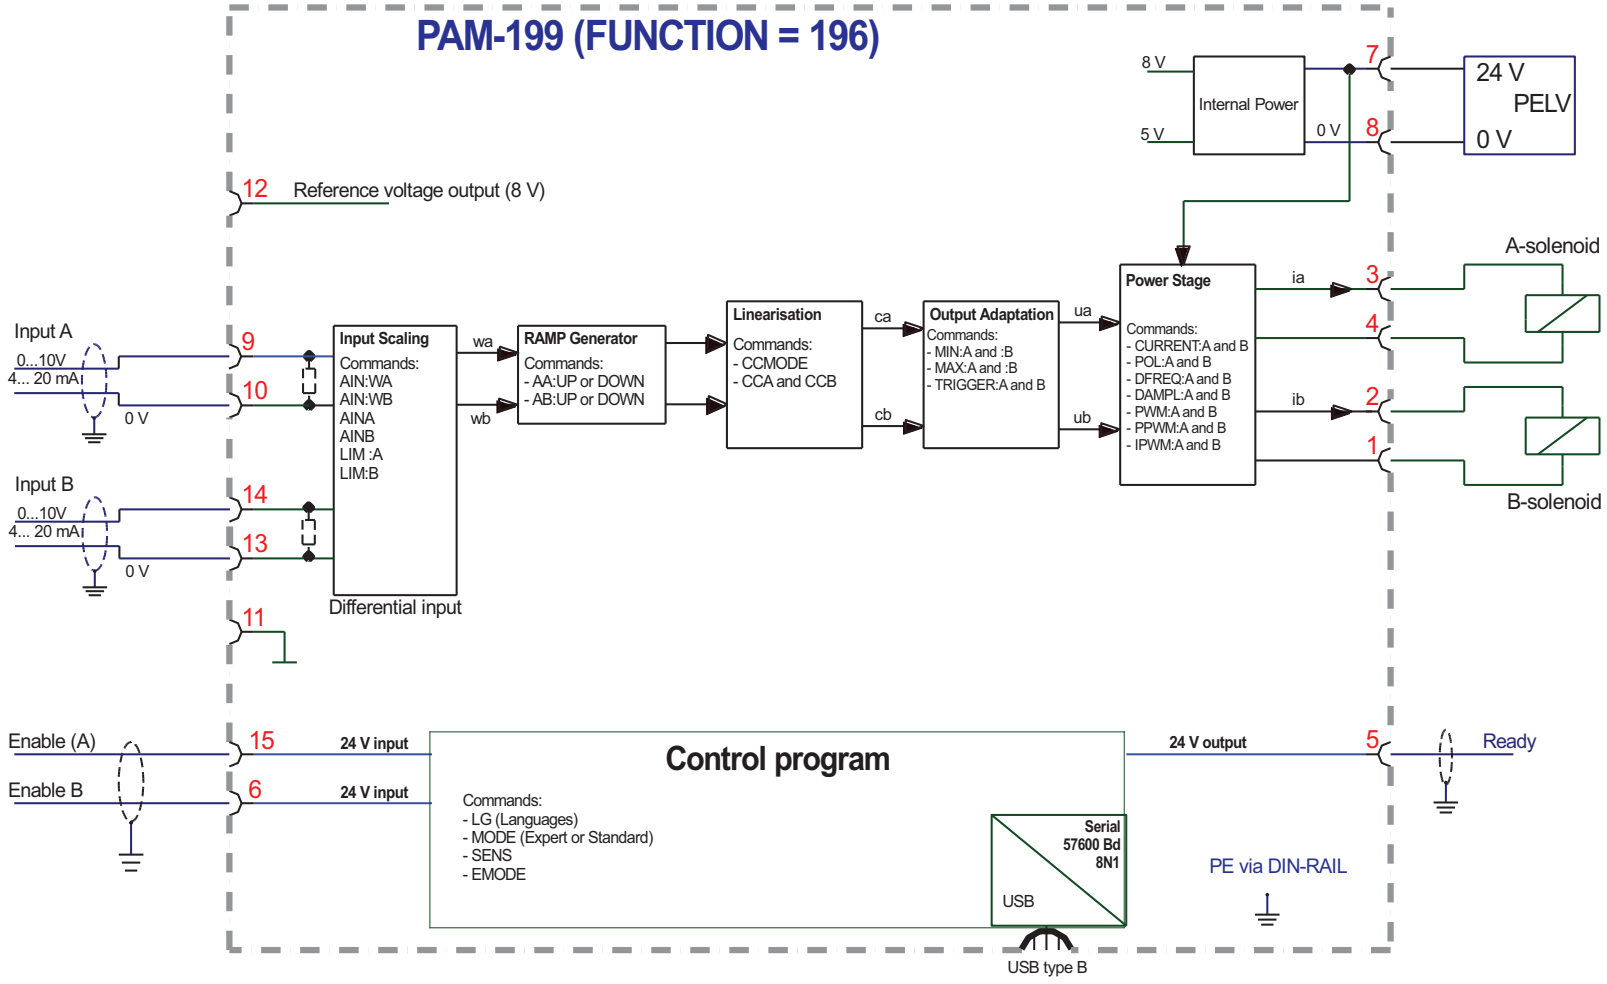 PAM-199 (FUNCTION = 196)
7
8 V
24 V
Internal Power
PELV
5 V
0 V
8
0 V
12
Reference voltage output (8 V)
A-solenoid
3
ia
4
2
ib
1
B-solenoid
Input A
0...10V
4... 20 mA
0 V
9
10
Input B
0...10V
4... 20 mA
0 V
14
13
11
Input Scaling
Commands:
AIN:WA
AIN:WB
AINA
AINB
LIM :A
LIM:B
Differential input
wa
wb
RAMP Generator
Commands:
- AA:UP or DOWN
- AB:UP or DOWN
Linearisation
Commands:
- CCMODE
- CCA and CCB
ca
cb
Output Adaptation
Commands:
- MIN:A and :B
- MAX:A and :B
- TRIGGER:A and B
ua
ub
Power Stage
Commands:
- CURRENT:A and B
- POL:A and B
- DFREQ:A and B
- DAMPL:A and B
- PWM:A and B
- PPWM:A and B
- IPWM:A and B
Enable (A)
15
24 V input
Enable B
6
24 V input
Control program
Commands:
- LG (Languages)
- MODE (Expert or Standard)
- SENS
- EMODE
24 V output
5
Ready
Serial
57600 Bd
8N1
USB
USB type B
PE via DIN-RAIL